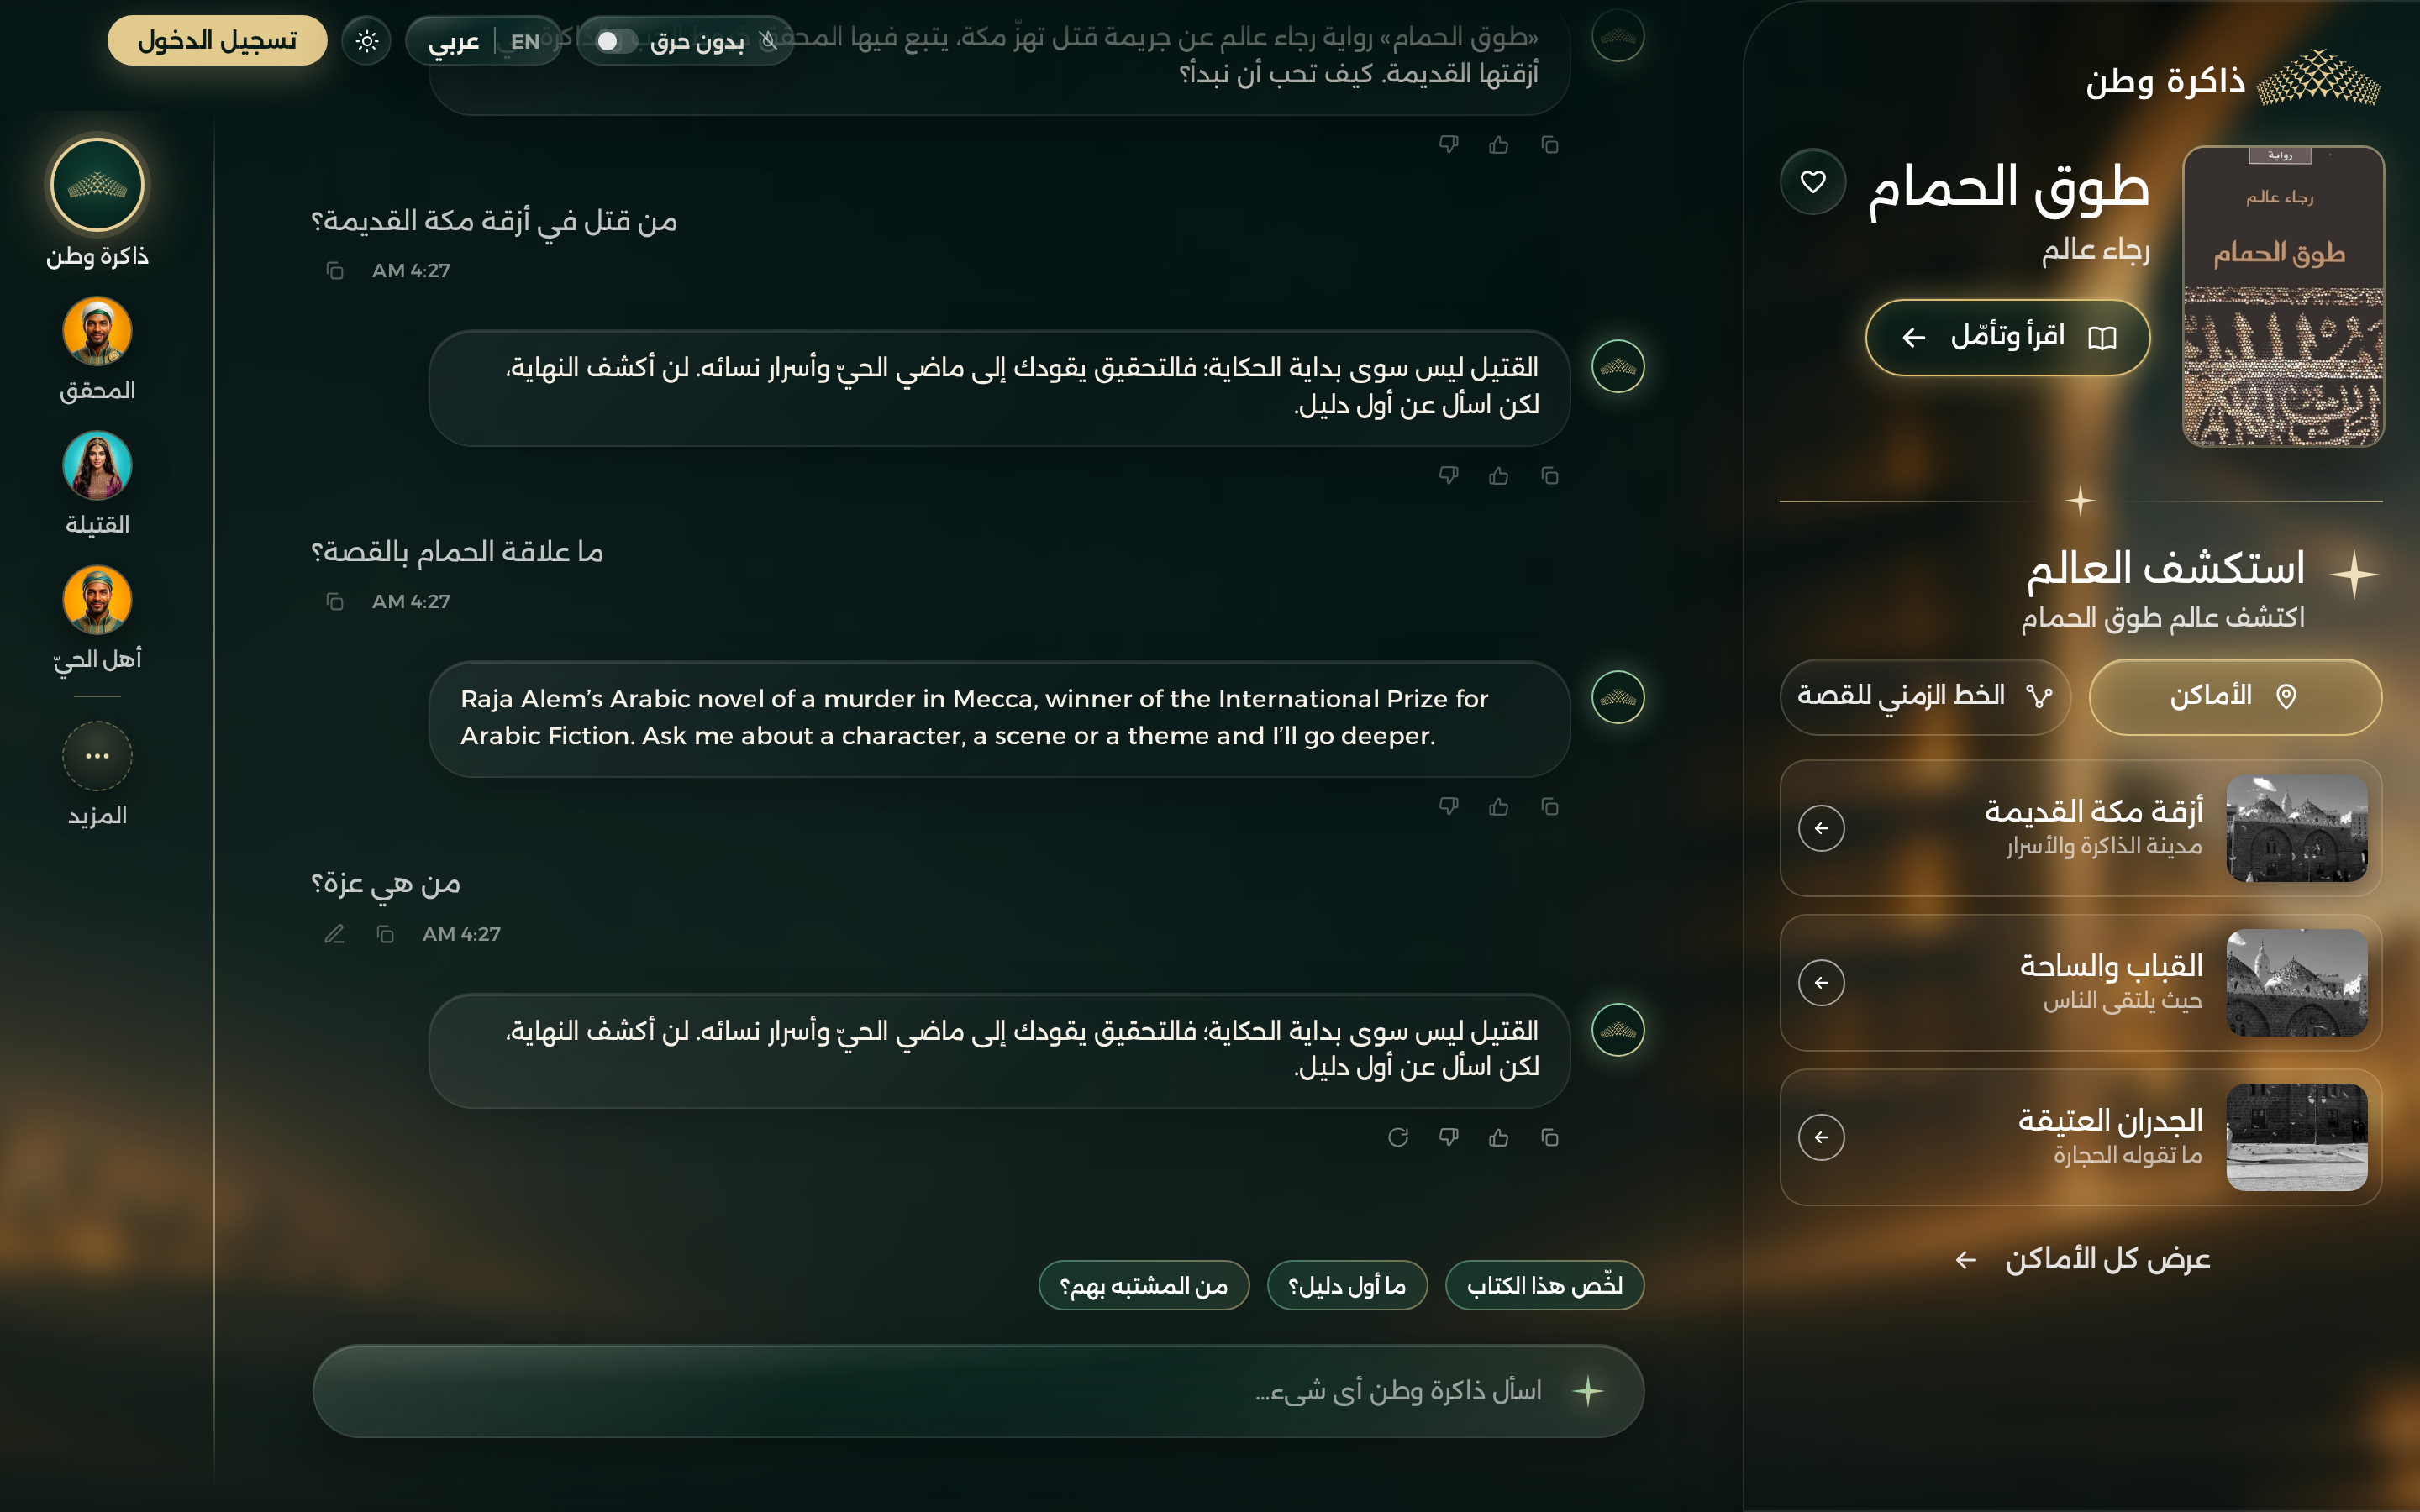 ذاكرة وطن
رواية
رجاء عالم
طوق الحمام
طوق الحمام
رجاء عالم
اقرأ وتأمّل
استكشف العالم
اكتشف عالم طوق الحمام
الأماكن
الخط الزمني للقصة
أزقة مكة القديمة
مدينة الذاكرة والأسرار
القباب والساحة
حيث يلتقى الناس
الجدران العتيقة
ما تقوله الحجارة
عرض كل الأماكن
بدون حرق
EN
عربي
تسجيل الدخول
«طوق الحمام» رواية رجاء عالم عن جريمة قتل تهزّ مكة، يتبع فيها المحقق
أزقتها القديمة. كيف تحب أن نبدأ؟
من قتل في أزقة مكة القديمة؟
4:27 AM
القتيل ليس سوى بداية الحكاية؛ فالتحقيق يقودك إلى ماضي الحيّ وأسرار نسائه. لن أكشف النهاية،
لكن اسأل عن أول دليل.
ما علاقة الحمام بالقصة؟
4:27 AM
Raja Alem’s Arabic novel of a murder in Mecca, winner of the International Prize for
Arabic Fiction. Ask me about a character, a scene or a theme and I’ll go deeper.
من هي عزة؟
4:27 AM
القتيل ليس سوى بداية الحكاية؛ فالتحقيق يقودك إلى ماضي الحيّ وأسرار نسائه. لن أكشف النهاية،
لكن اسأل عن أول دليل.
لخّص هذا الكتاب
ما أول دليل؟
من المشتبه بهم؟
اسأل ذاكرة وطن أي شيء...
ذاكرة وطن
المحقق
القتيلة
أهل الحيّ
المزيد